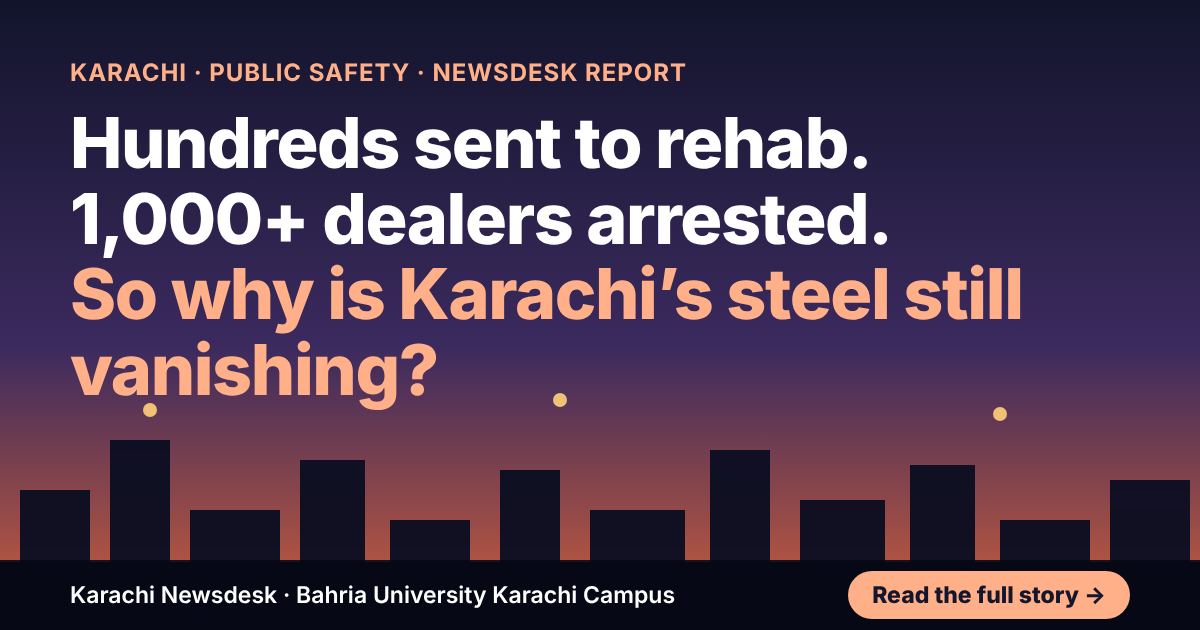 KARACHI · PUBLIC SAFETY · NEWSDESK REPORT
Hundreds sent to rehab.
1,000+ dealers arrested.
So why is Karachi’s steel still
vanishing?
Karachi Newsdesk · Bahria University Karachi Campus
Read the full story →